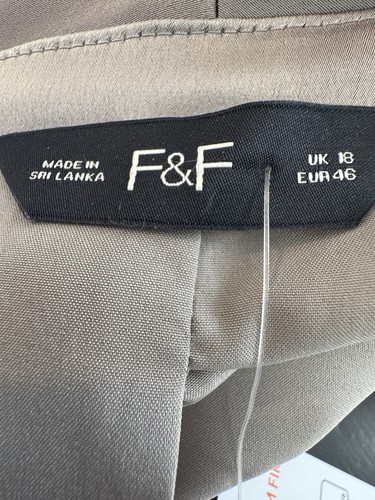 MADE IN
SRI LANKA
F&F
UK 18
EUR 46